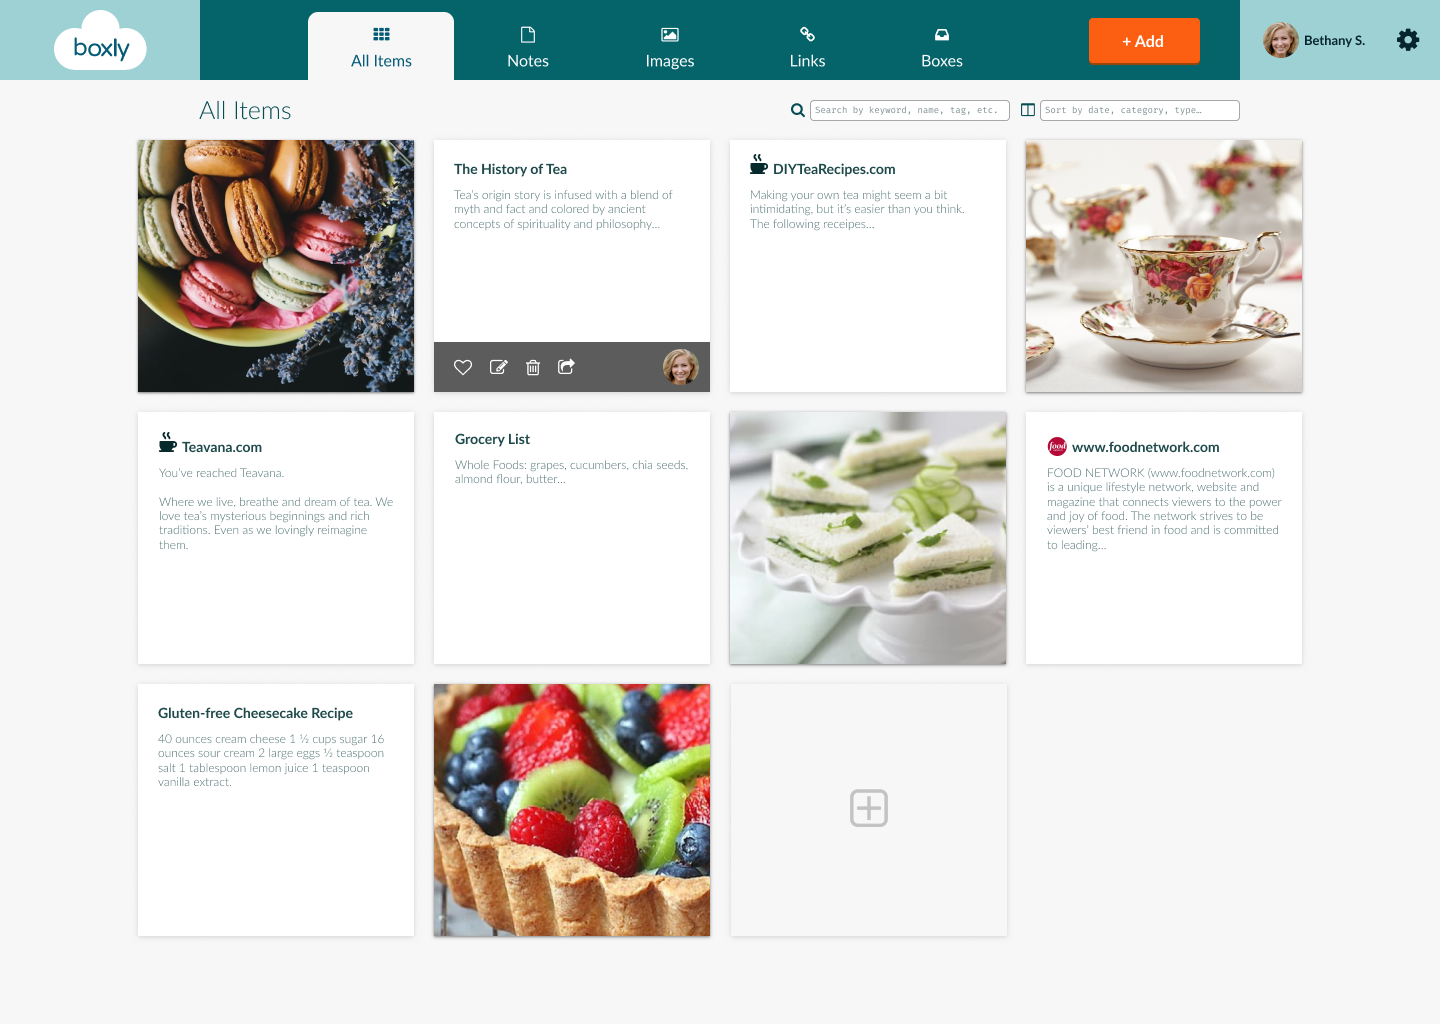 boxly
All Items
Notes
Images
Links
Boxes
+ Add
Bethany S.
All Items
Search by keyword, name, tag, etc.
Sort by date, category, type…
The History of Tea
Tea’s origin story is infused with a blend of
myth and fact and colored by ancient
concepts of spirituality and philosophy…
DIYTeaRecipes.com
Making your own tea might seem a bit
intimidating, but it’s easier than you think.
The following receipes…
Teavana.com
You’ve reached Teavana.
Where we live, breathe and dream of tea. We
love tea’s mysterious beginnings and rich
traditions. Even as we lovingly reimagine
them.
Grocery List
Whole Foods: grapes, cucumbers, chia seeds,
almond flour, butter…
food
www.foodnetwork.com
FOOD NETWORK (www.foodnetwork.com)
is a unique lifestyle network, website and
magazine that connects viewers to the power
and joy of food. The network strives to be
viewers’ best friend in food and is committed
to leading…
Gluten-free Cheesecake Recipe
40 ounces cream cheese 1 ½ cups sugar 16
ounces sour cream 2 large eggs ½ teaspoon
salt 1 tablespoon lemon juice 1 teaspoon
vanilla extract.